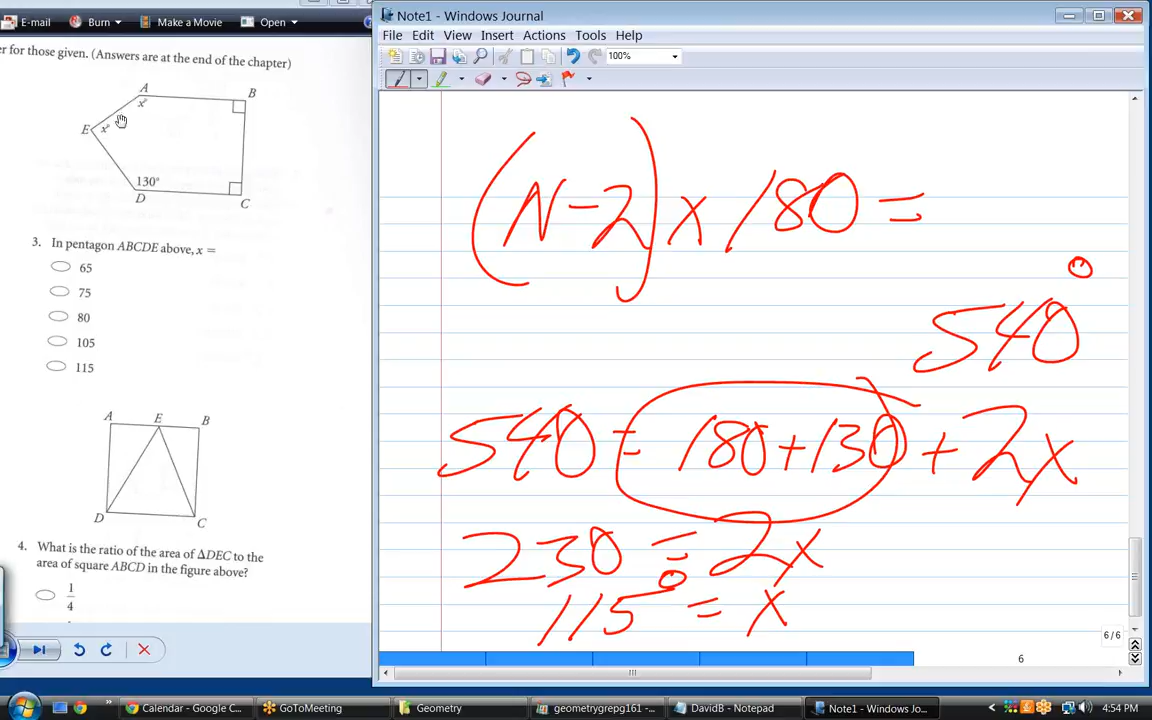 E-mail Burn Make a Movie Open
er for those given. (Answers are at the end of the chapter)
A
x°
B
E x°
130°
D
C
3. In pentagon ABCDE above, x =
65
75
80
105
115
A E B
D C
4. What is the ratio of the area of ΔDEC to the
area of square ABCD in the figure above?
1
4
Note1 - Windows Journal
File Edit View Insert Actions Tools Help
100%
(N-2) x 180 =
540°
540 = 180+130 + 2x
230 = 2x
115° = x
6/6
6
Calendar - Google C... GoToMeeting Geometry geometrygrepg161 - ... DavidB - Notepad Note1 - Windows Jo... 4:54 PM